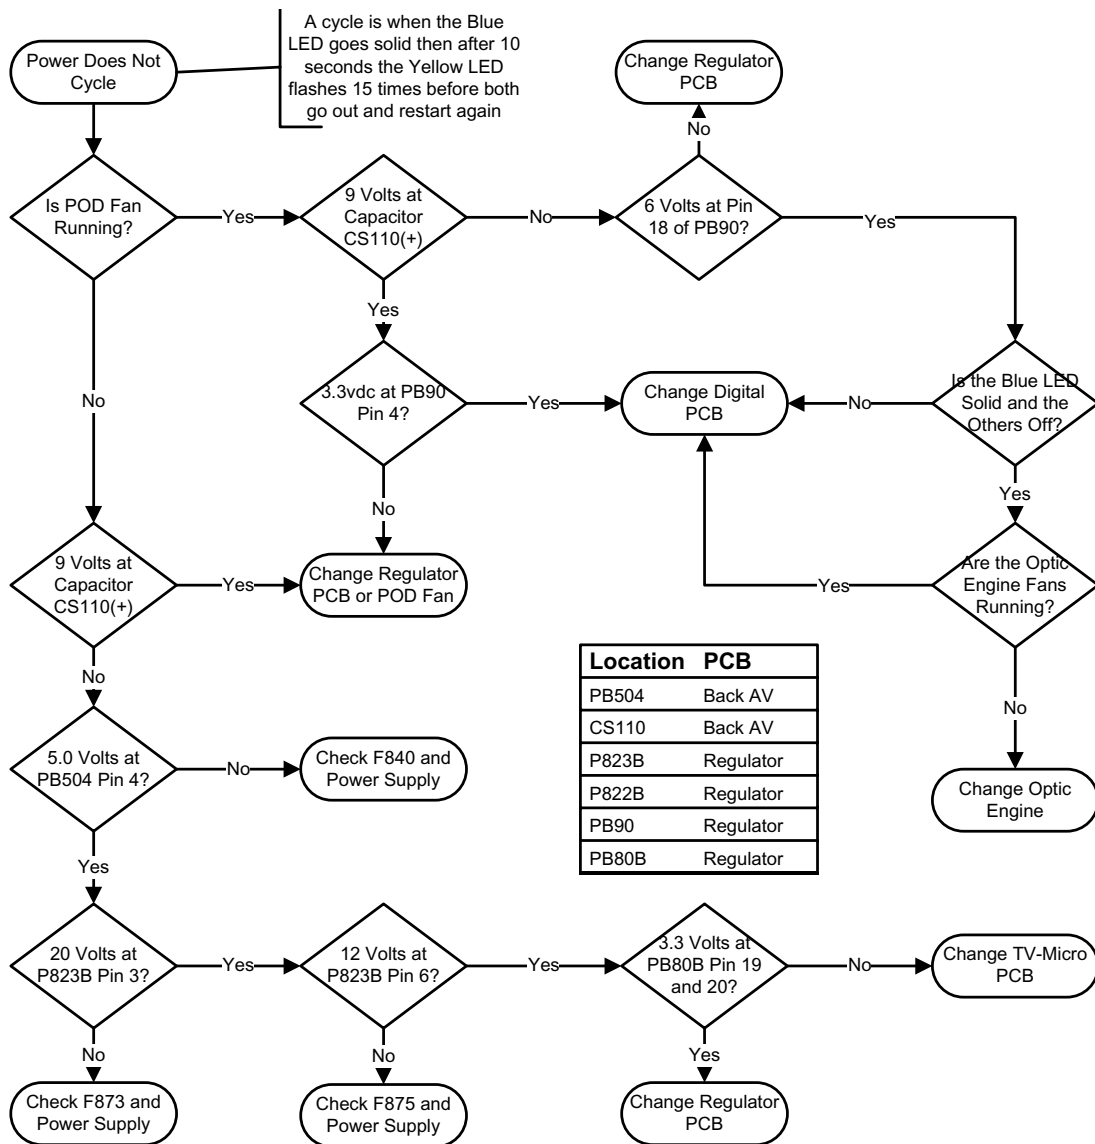 A cycle is when the Blue
LED goes solid then after 10
seconds the Yellow LED
flashes 15 times before both
go out and restart again
Power Does Not
Cycle
Change Regulator
PCB
No
Is POD Fan
Running?
Yes
9 Volts at
Capacitor
CS110(+)
No
6 Volts at Pin
18 of PB90?
Yes
Yes
No
3.3vdc at PB90
Pin 4?
Yes
Change Digital
PCB
No
Is the Blue LED
Solid and the
Others Off?
Yes
No
9 Volts at
Capacitor
CS110(+)
Yes
Change Regulator
PCB or POD Fan
Yes
Are the Optic
Engine Fans
Running?
No
No
Location PCB
PB504 Back AV
CS110 Back AV
P823B Regulator
P822B Regulator
PB90 Regulator
PB80B Regulator
5.0 Volts at
PB504 Pin 4?
No
Check F840 and
Power Supply
Change Optic
Engine
Yes
20 Volts at
P823B Pin 3?
Yes
12 Volts at
P823B Pin 6?
Yes
3.3 Volts at
PB80B Pin 19
and 20?
No
Change TV-Micro
PCB
No
No
Yes
Check F873 and
Power Supply
Check F875 and
Power Supply
Change Regulator
PCB